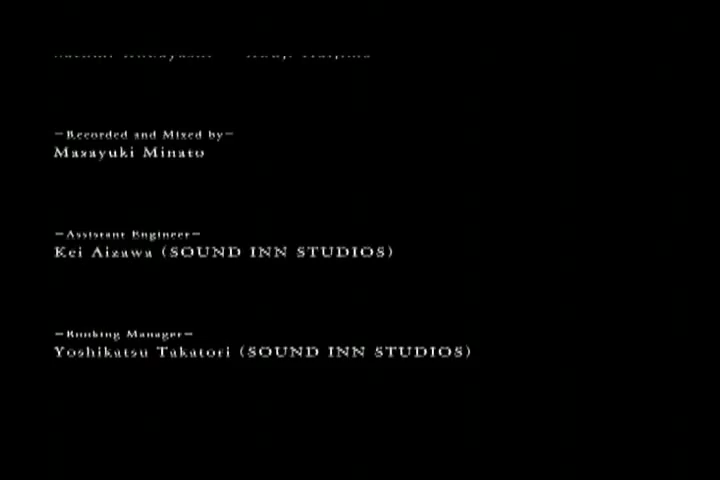 −Recorded and Mixed by−
Masayuki Minato
−Assistant Engineer−
Kei Aizawa (SOUND INN STUDIOS)
−Booking Manager−
Yoshikatsu Takatori (SOUND INN STUDIOS)